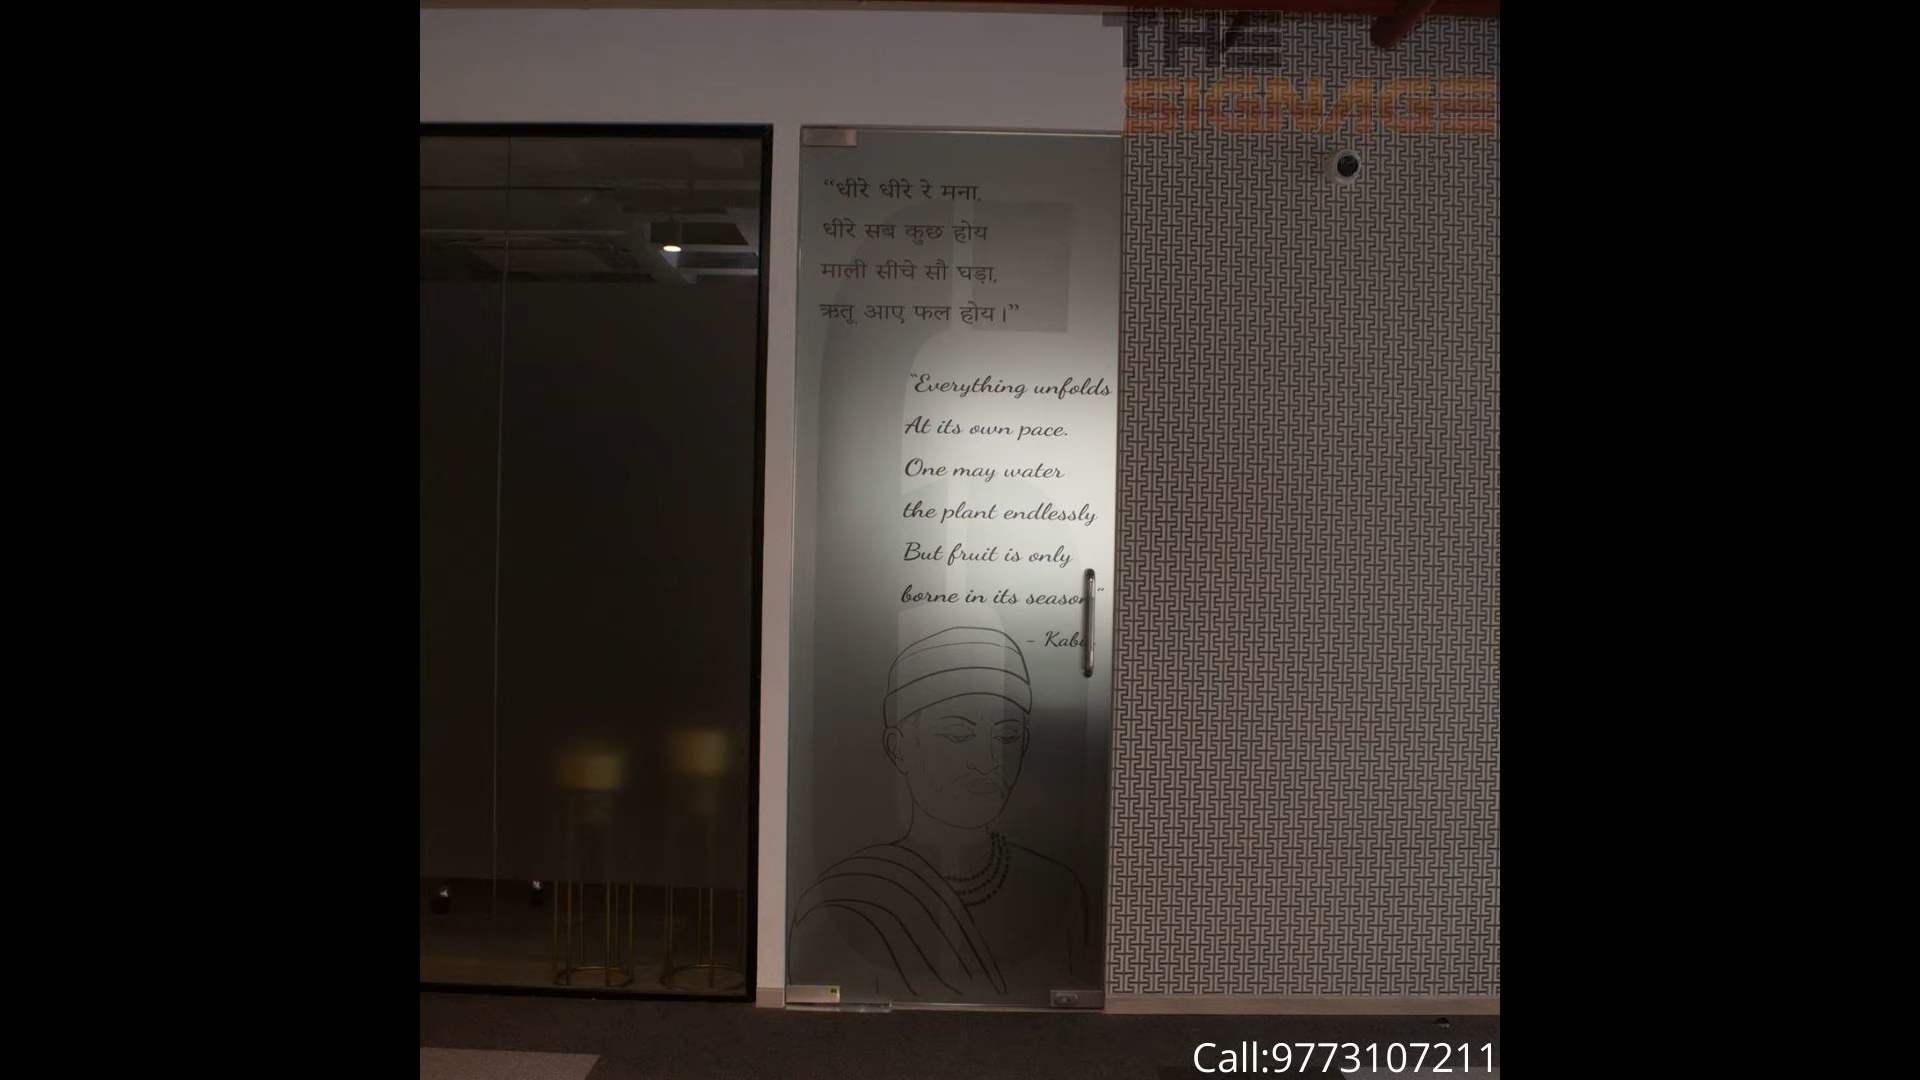 THE
SIGNAGE
“धीरे धीरे रे मना,
धीरे सब कुछ होय
माली सीचे सौ घड़ा,
ऋतू आए फल होय।”
“Everything unfolds
At its own pace.
One may water
the plant endlessly
But fruit is only
borne in its season”
Call:9773107211